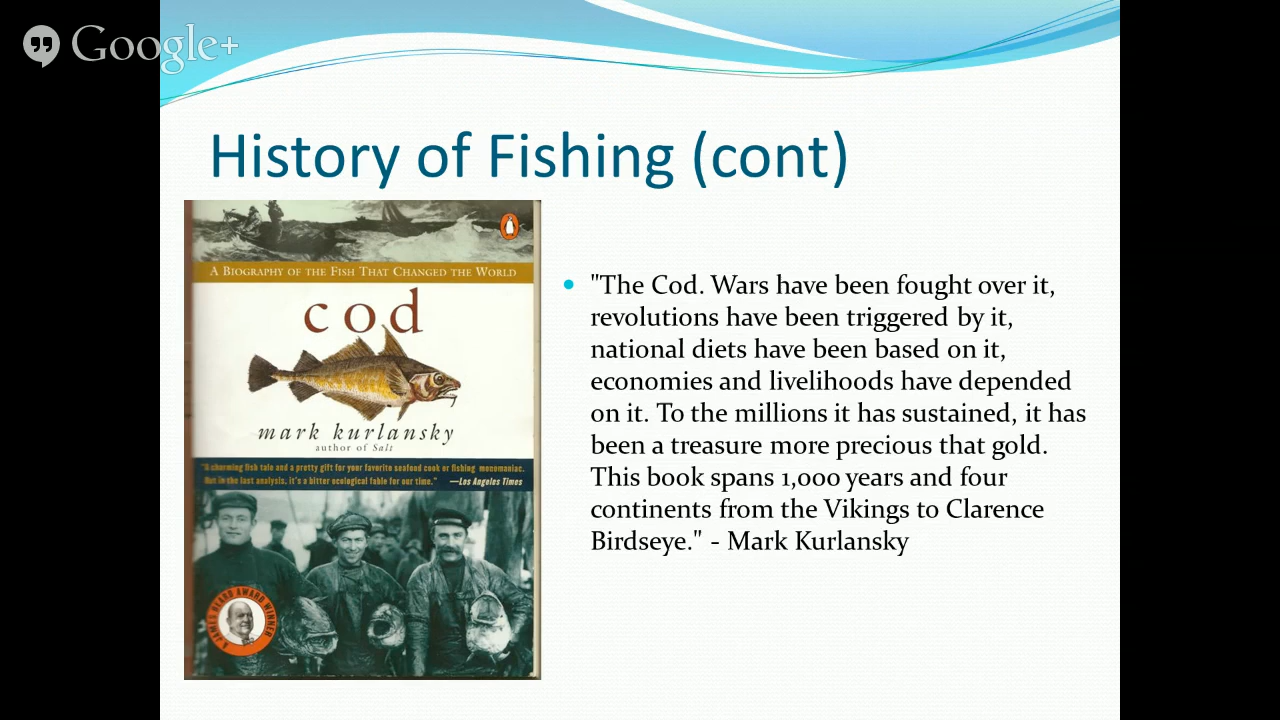 Google+
History of Fishing (cont)
A BIOGRAPHY OF THE FISH THAT CHANGED THE WORLD
cod
mark kurlansky
author of Salt
"A charming fish tale and a pretty gift for your favorite seafood cook or fishing monomaniac.
But in the last analysis, it's a bitter ecological fable for our time." —Los Angeles Times
A JAMES BEARD AWARD WINNER
• "The Cod. Wars have been fought over it,
revolutions have been triggered by it,
national diets have been based on it,
economies and livelihoods have depended
on it. To the millions it has sustained, it has
been a treasure more precious that gold.
This book spans 1,000 years and four
continents from the Vikings to Clarence
Birdseye." - Mark Kurlansky